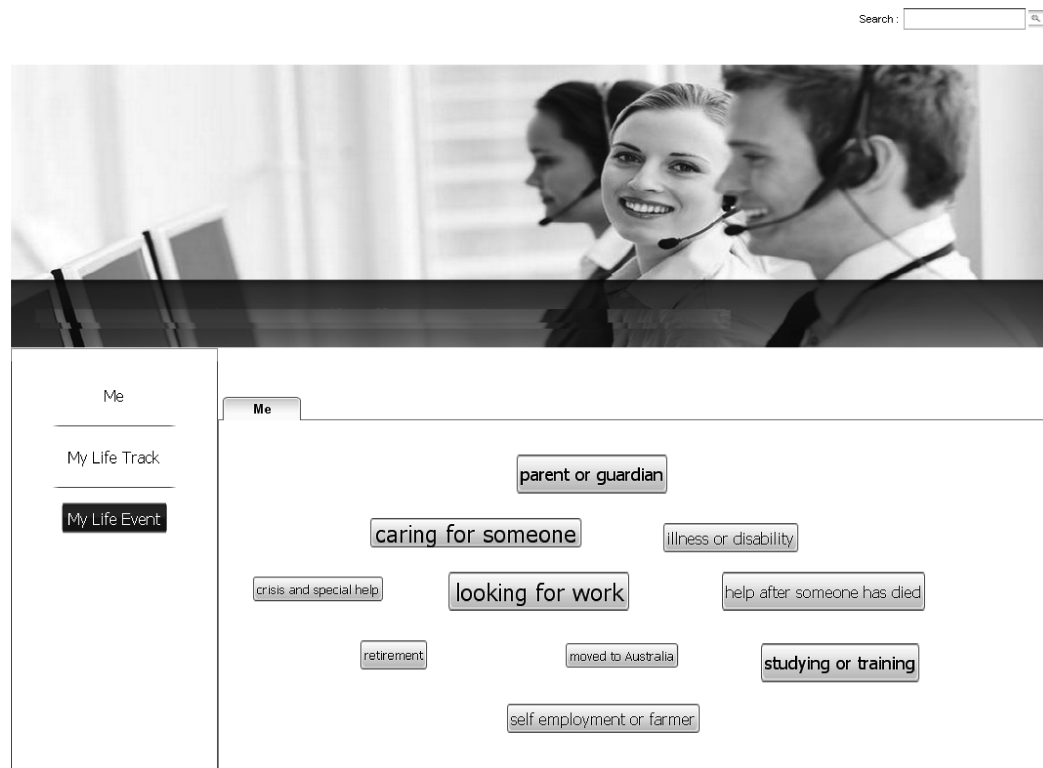 Search :
Me
My Life Track
My Life Event
Me
parent or guardian
caring for someone
illness or disability
crisis and special help
looking for work
help after someone has died
retirement
moved to Australia
studying or training
self employment or farmer